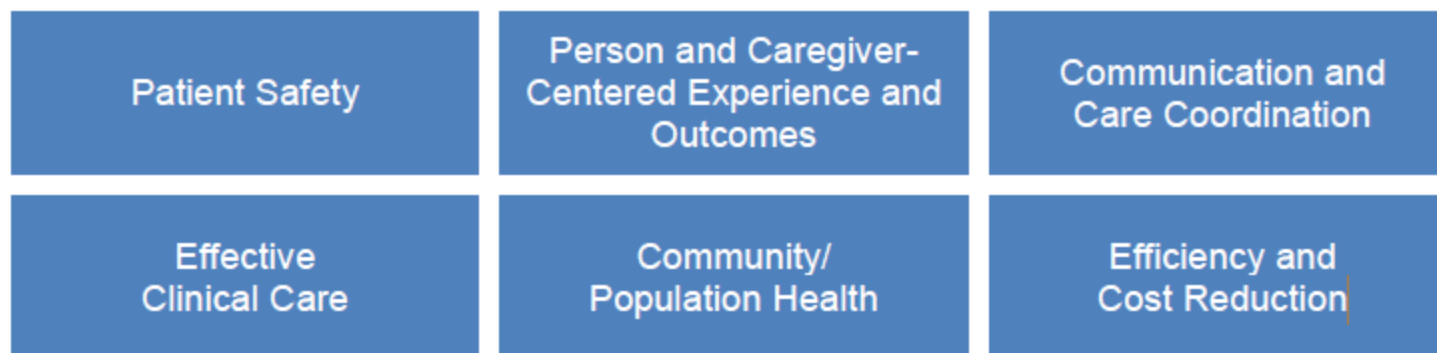 Patient Safety
Person and Caregiver-
Centered Experience and
Outcomes
Communication and
Care Coordination
Effective
Clinical Care
Community/
Population Health
Efficiency and
Cost Reduction